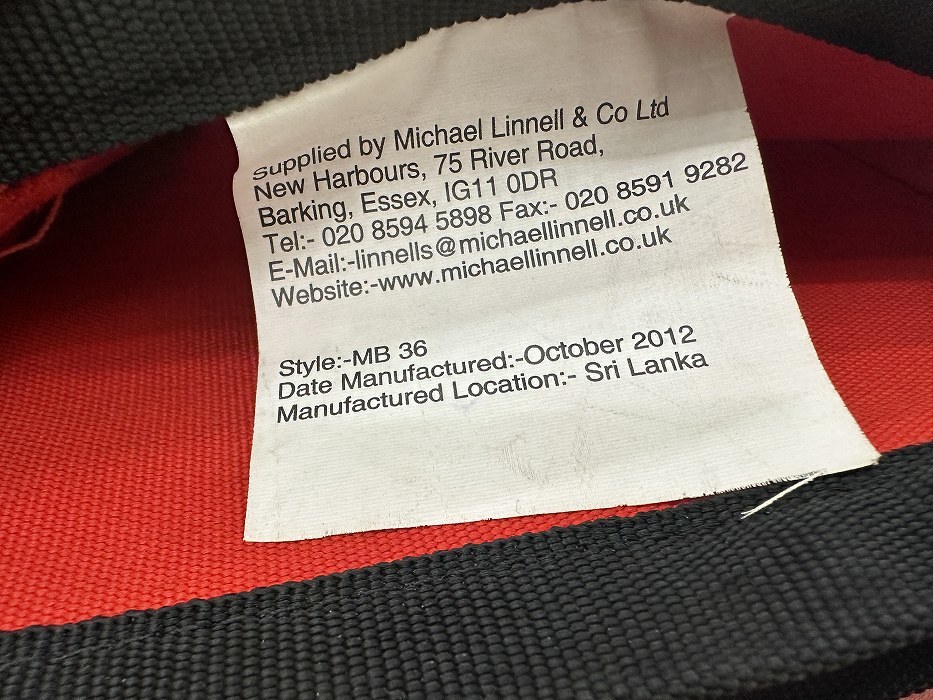 Supplied by Michael Linnell & Co Ltd
New Harbours, 75 River Road,
Barking, Essex, IG11 0DR
Tel:- 020 8594 5898 Fax:- 020 8591 9282
E-Mail:-linnells@michaellinnell.co.uk
Website:-www.michaellinnell.co.uk
Style:-MB 36
Date Manufactured:-October 2012
Manufactured Location:- Sri Lanka